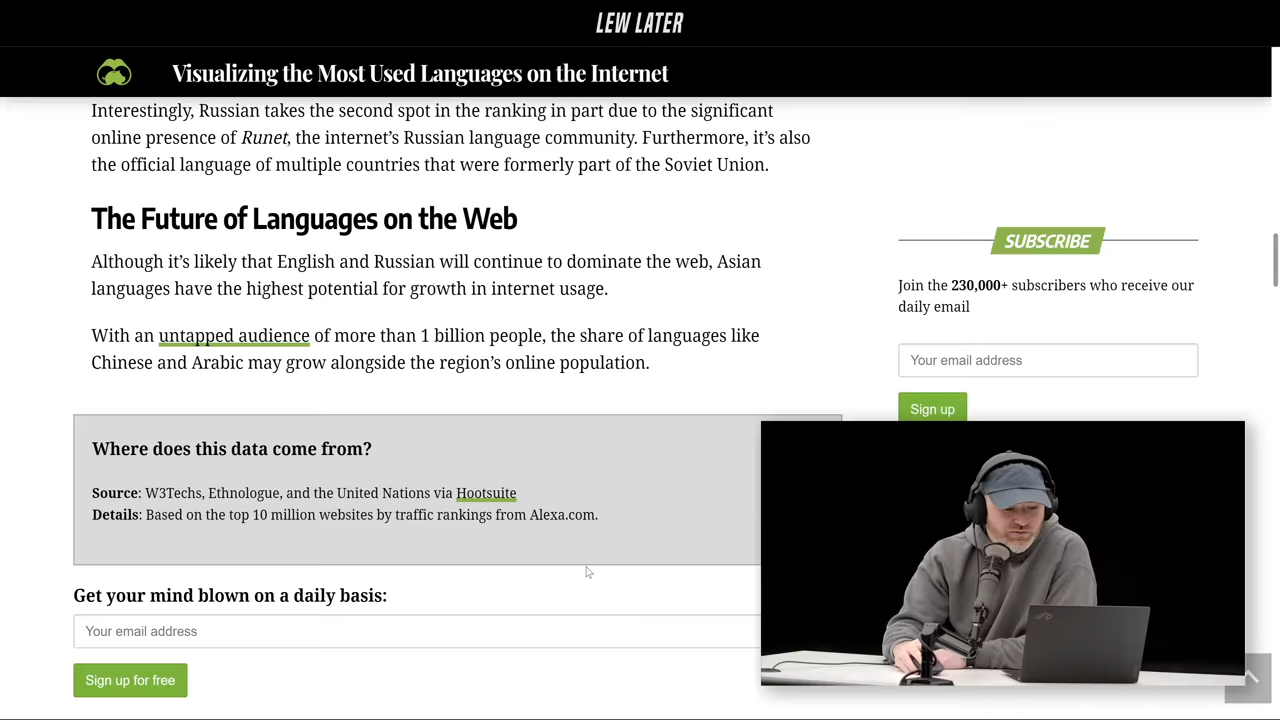 LEW LATER
Visualizing the Most Used Languages on the Internet
Interestingly, Russian takes the second spot in the ranking in part due to the significant
online presence of Runet, the internet’s Russian language community. Furthermore, it’s also
the official language of multiple countries that were formerly part of the Soviet Union.
The Future of Languages on the Web
Although it’s likely that English and Russian will continue to dominate the web, Asian
languages have the highest potential for growth in internet usage.
With an untapped audience of more than 1 billion people, the share of languages like
Chinese and Arabic may grow alongside the region’s online population.
Where does this data come from?
Source: W3Techs, Ethnologue, and the United Nations via Hootsuite
Details: Based on the top 10 million websites by traffic rankings from Alexa.com.
Get your mind blown on a daily basis:
Your email address
Sign up for free
SUBSCRIBE
Join the 230,000+ subscribers who receive our
daily email
Your email address
Sign up